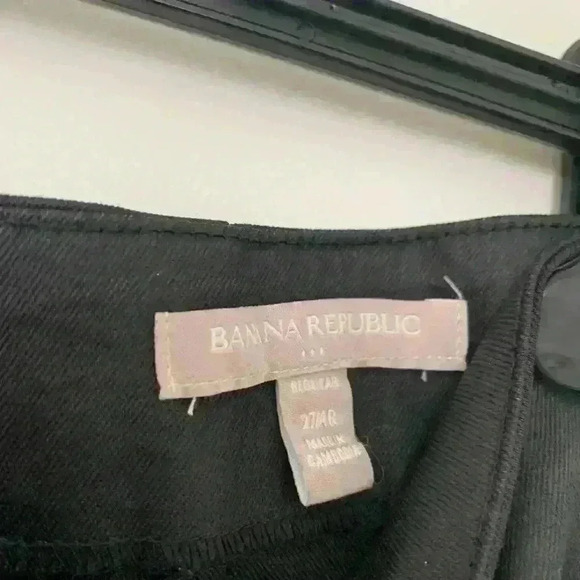 BANANA REPUBLIC
REGULAR
27/4R
MADE IN
CAMBODIA